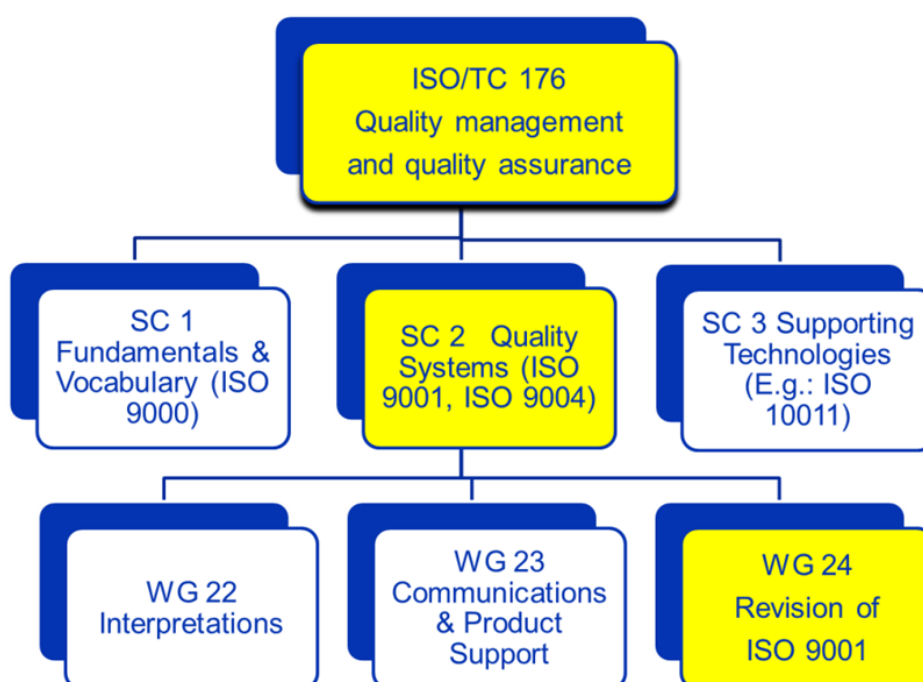 ISO/TC 176
Quality management
and quality assurance
SC 1
Fundamentals &
Vocabulary (ISO
9000)
SC 2 Quality
Systems (ISO
9001, ISO 9004)
SC 3 Supporting
Technologies
(E.g.: ISO
10011)
WG 22
Interpretations
WG 23
Communications
& Product
Support
WG 24
Revision of
ISO 9001